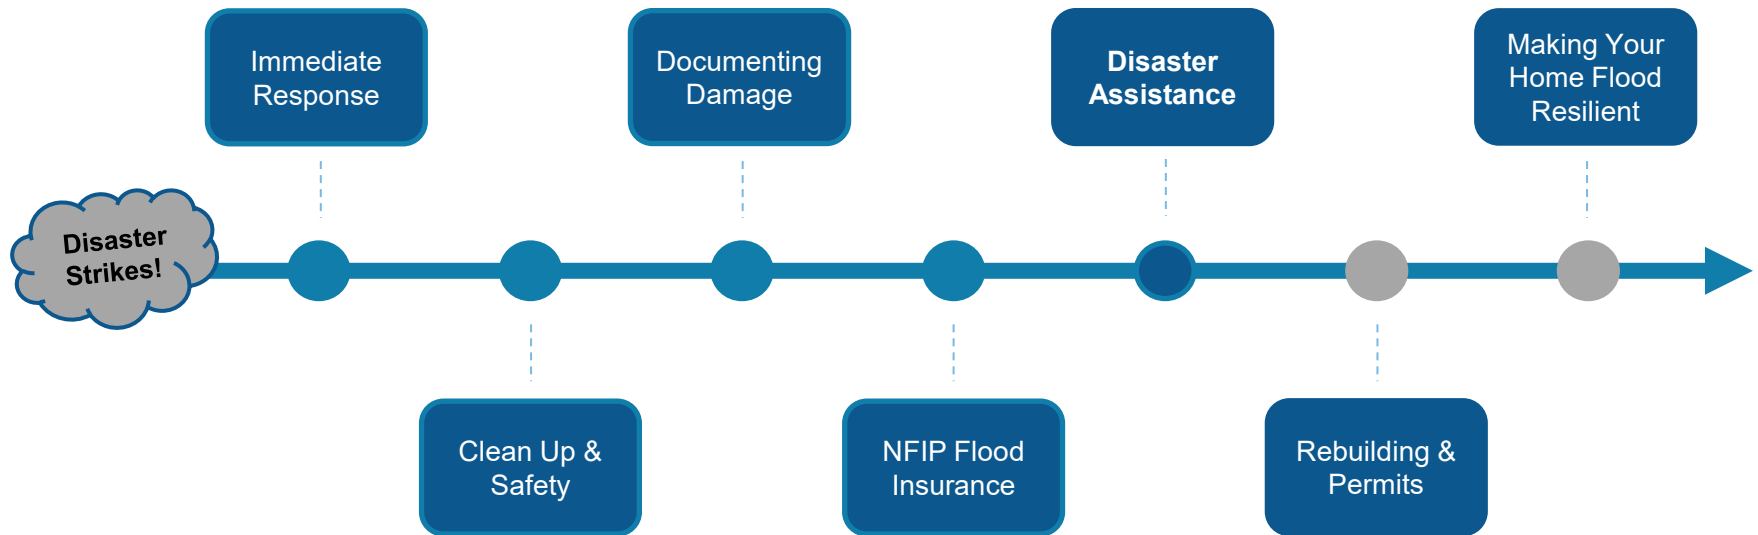 Immediate
Response
Documenting
Damage
Disaster
Assistance
Making Your
Home Flood
Resilient
Disaster
Strikes!
Clean Up &
Safety
NFIP Flood
Insurance
Rebuilding &
Permits